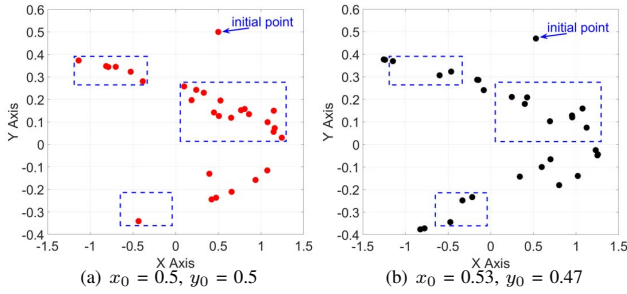 0.5
0.4
0.3
0.2
0.1
0
-0.1
-0.2
-0.3
-0.4
Y Axis
initial point
-1.5 -1 -0.5 0 0.5 1 1.5
X Axis
(a) x₀ = 0.5, y₀ = 0.5
0.5
0.4
0.3
0.2
0.1
0
-0.1
-0.2
-0.3
-0.4
Y Axis
initial point
-1.5 -1 -0.5 0 0.5 1 1.5
X Axis
(b) x₀ = 0.53, y₀ = 0.47